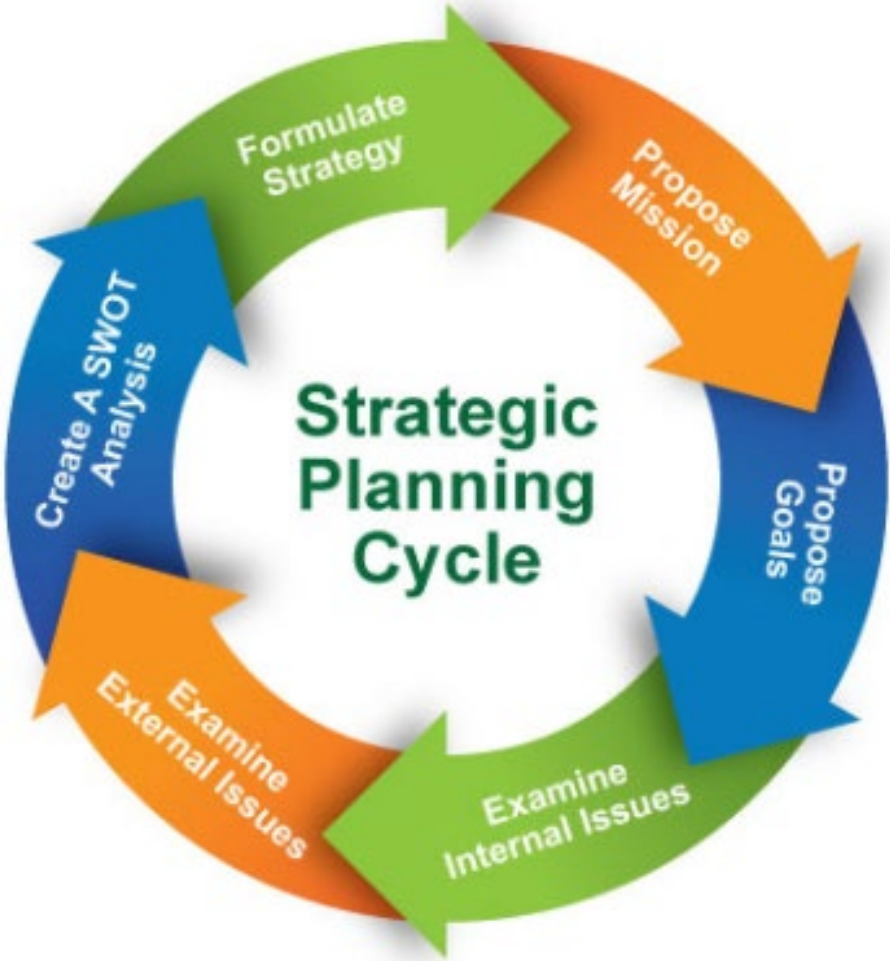 Formulate
Strategy
Propose
Mission
Propose
Goals
Examine
Internal Issues
Examine
External Issues
Create A SWOT
Analysis
Strategic
Planning
Cycle